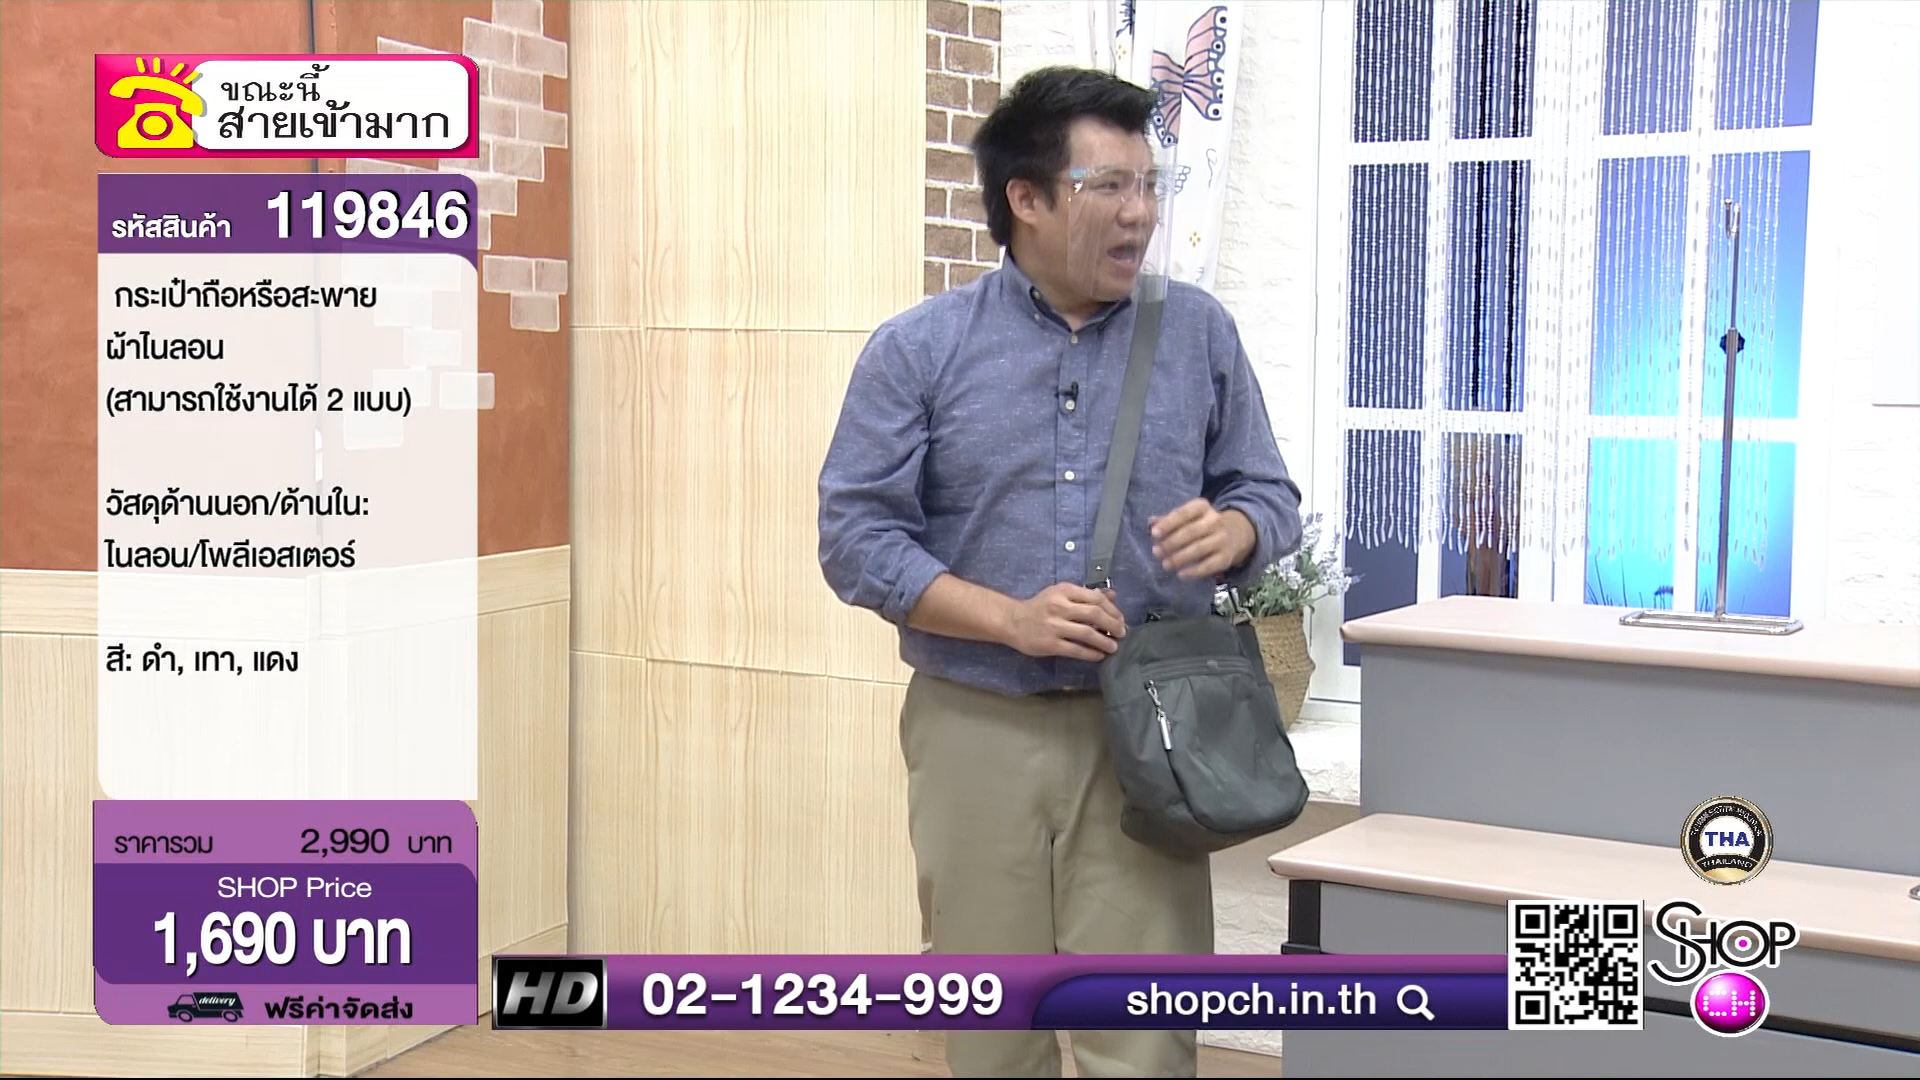 ขณะนี้
สายเข้ามาก
รหัสสินค้า 119846
กระเป๋าถือหรือสะพาย
ผ้าไนลอน
(สามารถใช้งานได้ 2 แบบ)
วัสดุด้านนอก/ด้านใน:
ไนลอน/โพลีเอสเตอร์
สี: ดำ, เทา, แดง
ราคารวม 2,990 บาท
SHOP Price
1,690 บาท
delivery ฟรีค่าจัดส่ง
HD 02-1234-999 shopch.in.th
THA
THAILAND
SHOP
CH